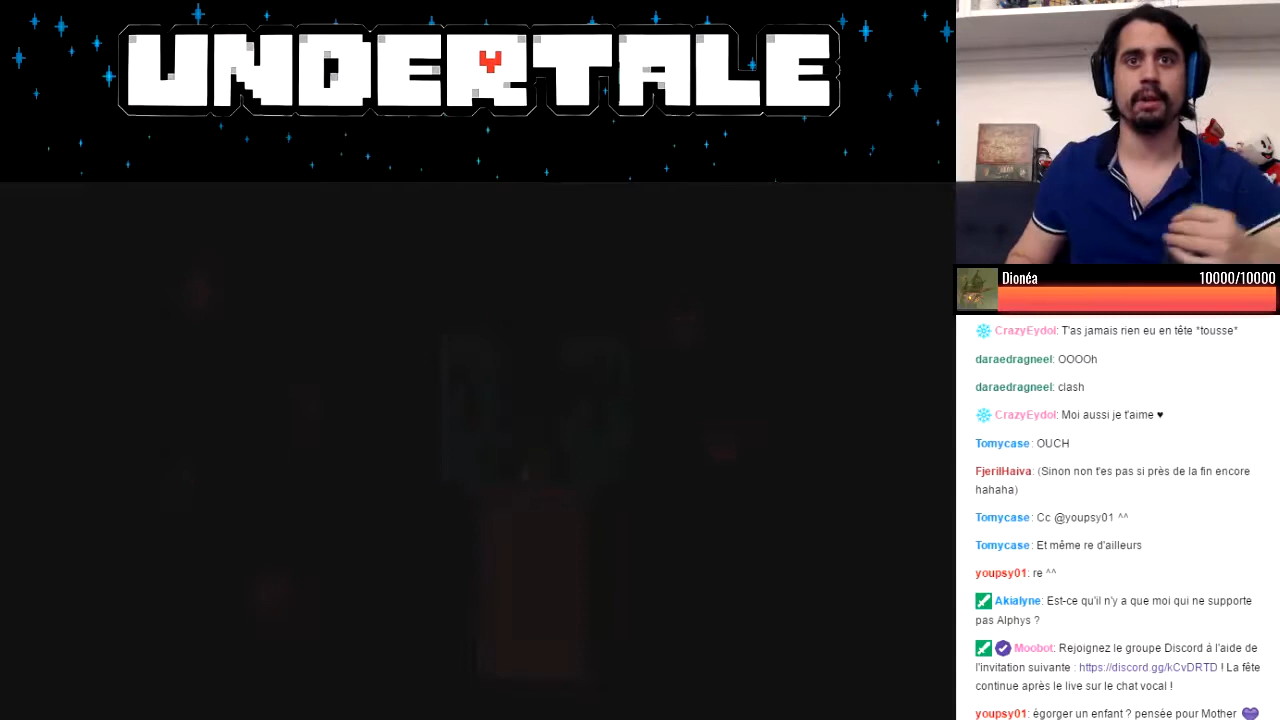 UNDERTALE
Dionéa 10000/10000
CrazyEydol: T'as jamais rien eu en tête *tousse*
daraedragneel: OOOOh
daraedragneel: clash
CrazyEydol: Moi aussi je t'aime ♥
Tomycase: OUCH
FjerilHaiva: (Sinon non t'es pas si près de la fin encore
hahaha)
Tomycase: Cc @youpsy01 ^^
Tomycase: Et même re d'ailleurs
youpsy01: re ^^
Akialyne: Est-ce qu'il n'y a que moi qui ne supporte
pas Alphys ?
Moobot: Rejoignez le groupe Discord à l'aide de
l'invitation suivante : https://discord.gg/kCvDRTD ! La fête
continue après le live sur le chat vocal !
youpsy01: égorger un enfant ? pensée pour Mother